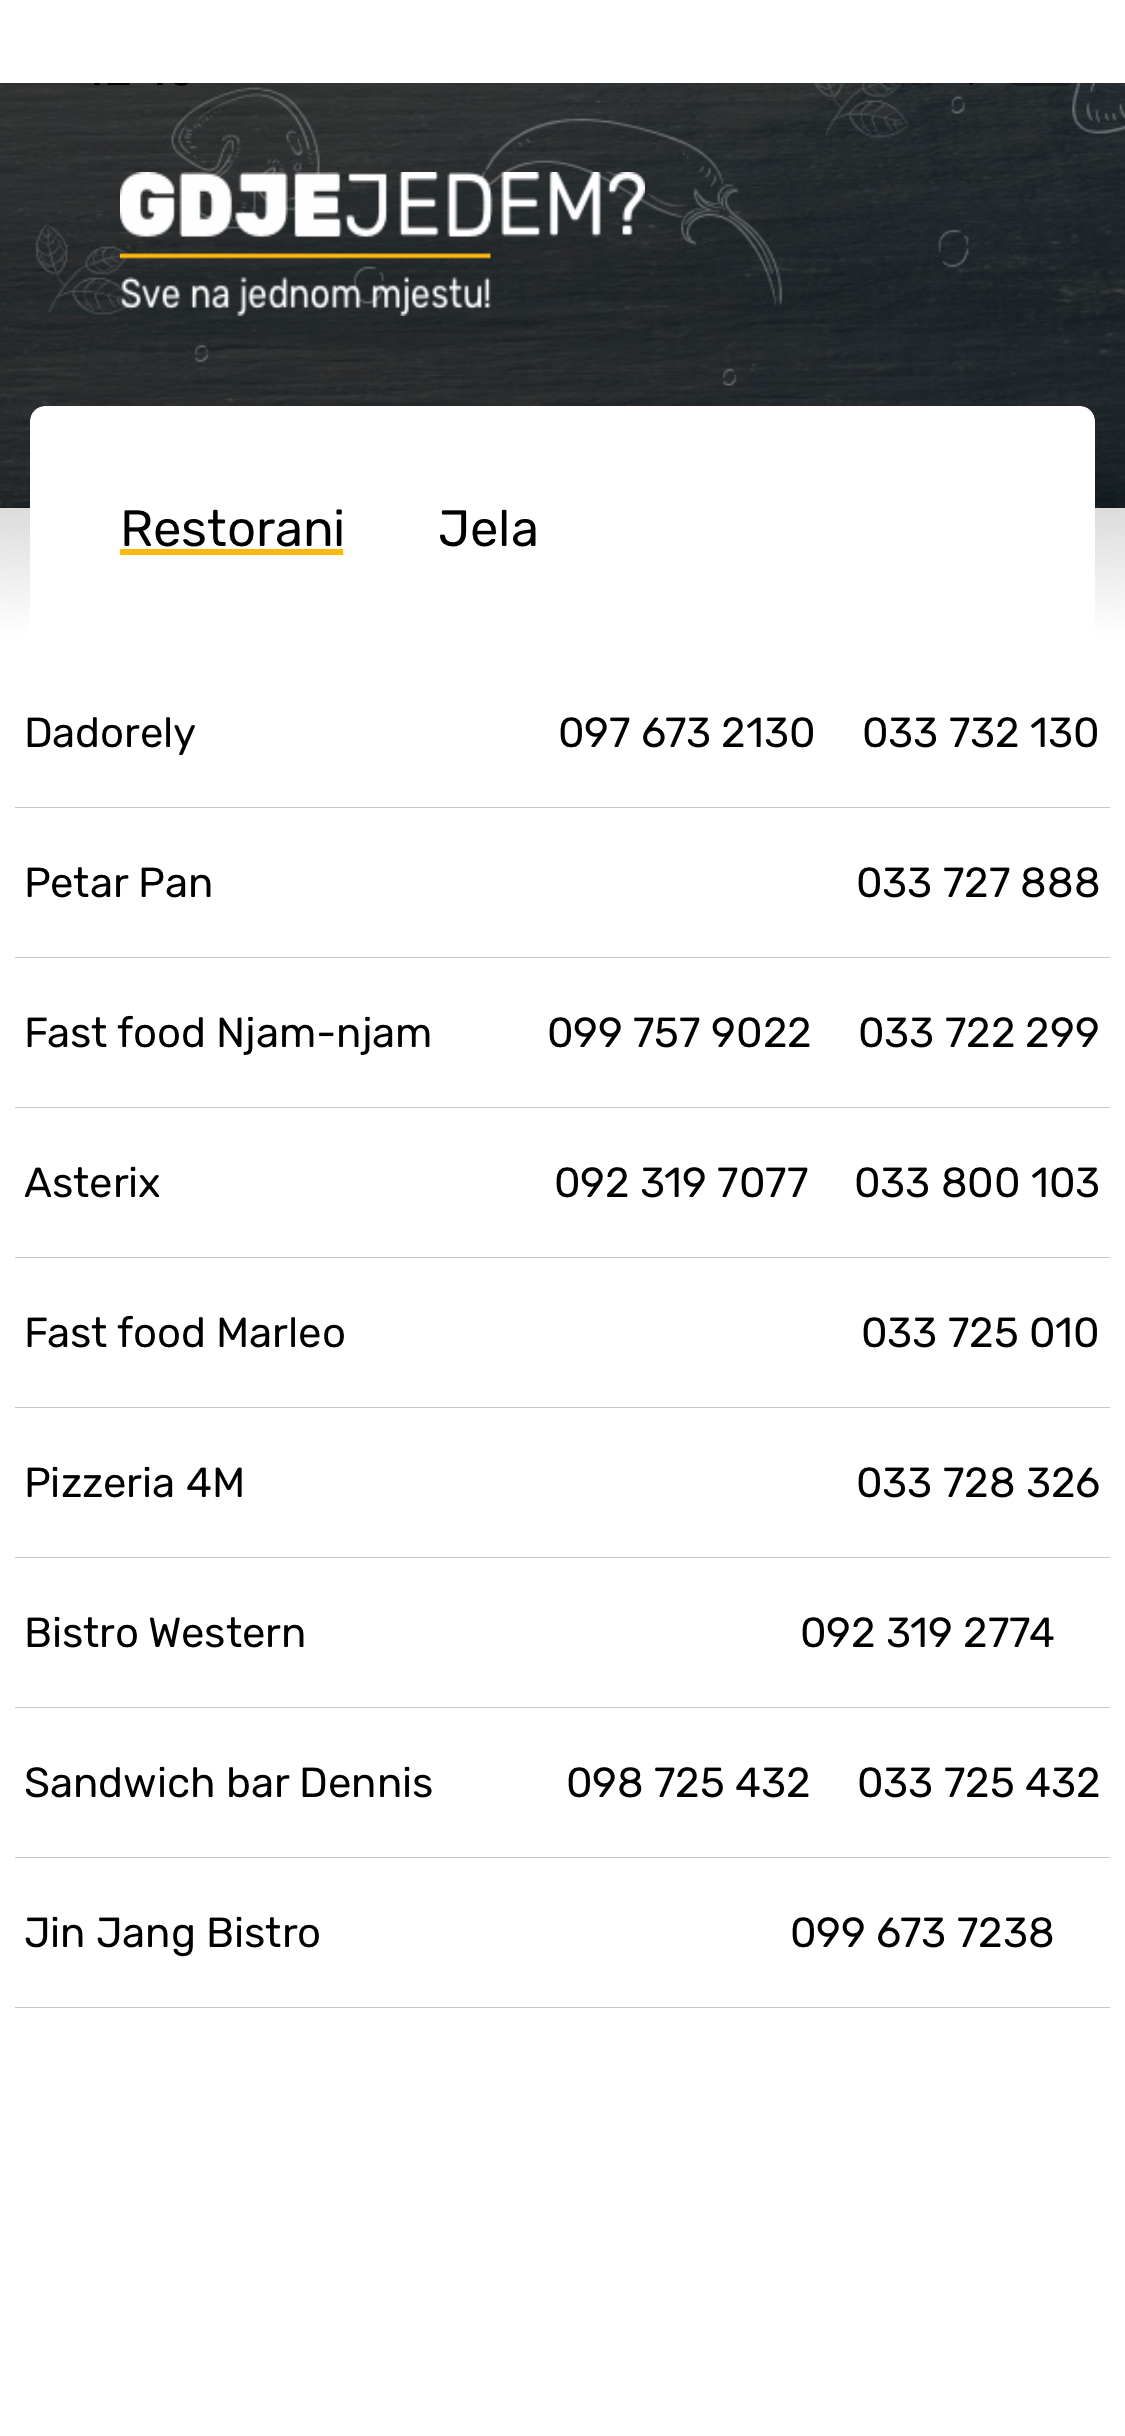 GDJEJEDEM?
Sve na jednom mjestu!
Restorani Jela
Dadorely 097 673 2130 033 732 130
Petar Pan 033 727 888
Fast food Njam-njam 099 757 9022 033 722 299
Asterix 092 319 7077 033 800 103
Fast food Marleo 033 725 010
Pizzeria 4M 033 728 326
Bistro Western 092 319 2774
Sandwich bar Dennis 098 725 432 033 725 432
Jin Jang Bistro 099 673 7238